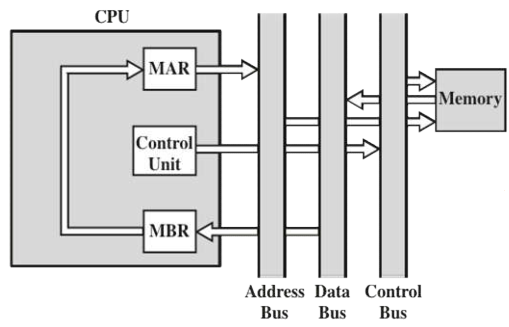 CPU
MAR
Memory
Control
Unit
MBR
Address Data Control
Bus Bus Bus